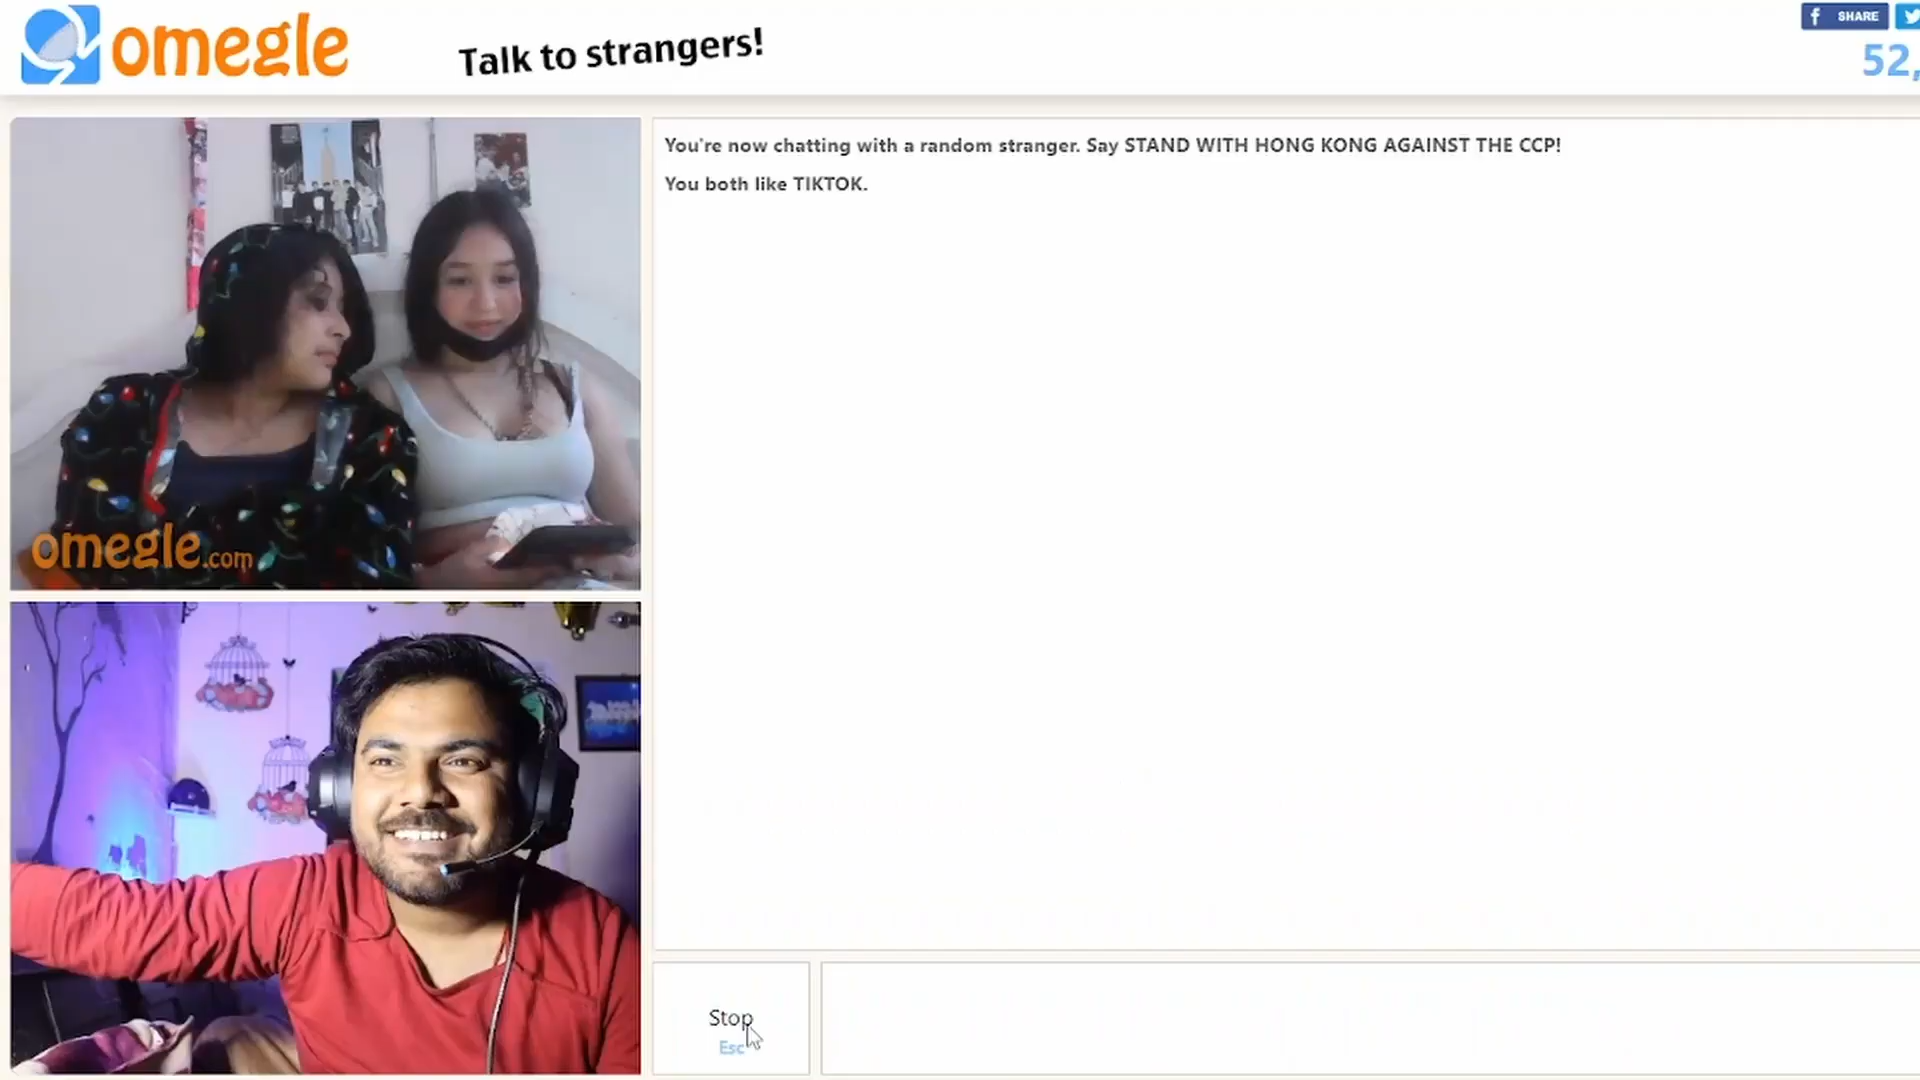 omegle
Talk to strangers!
SHARE
52,
You're now chatting with a random stranger. Say STAND WITH HONG KONG AGAINST THE CCP!
You both like TIKTOK.
omegle.com
Stop
Esc